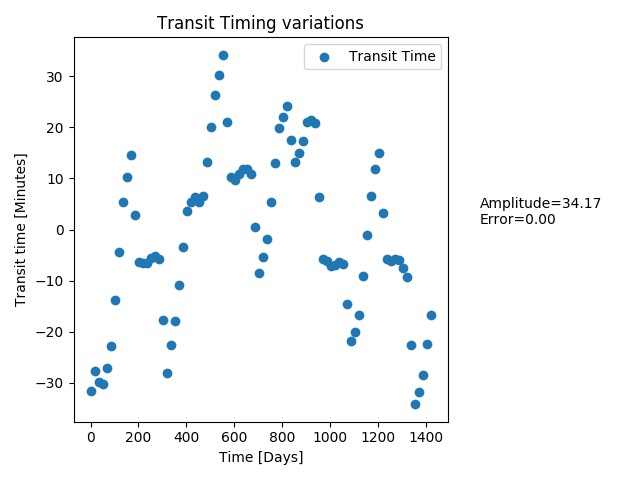 Transit Timing variations
Transit Time
Transit time [Minutes]
30
20
10
0
−10
−20
−30
0
200
400
600
800
1000
1200
1400
Time [Days]
Amplitude=34.17
Error=0.00